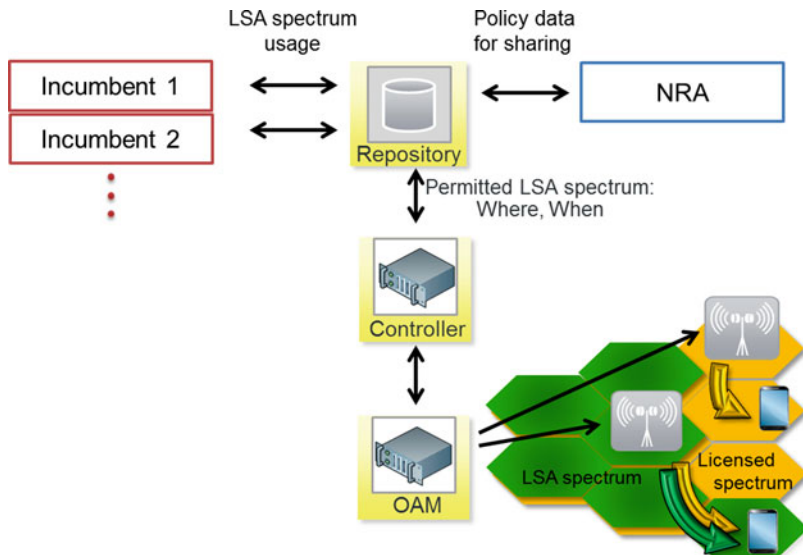 LSA spectrum
usage
Policy data
for sharing
Incumbent 1
Incumbent 2
Repository
NRA
Permitted LSA spectrum:
Where, When
Controller
OAM
LSA spectrum
Licensed
spectrum